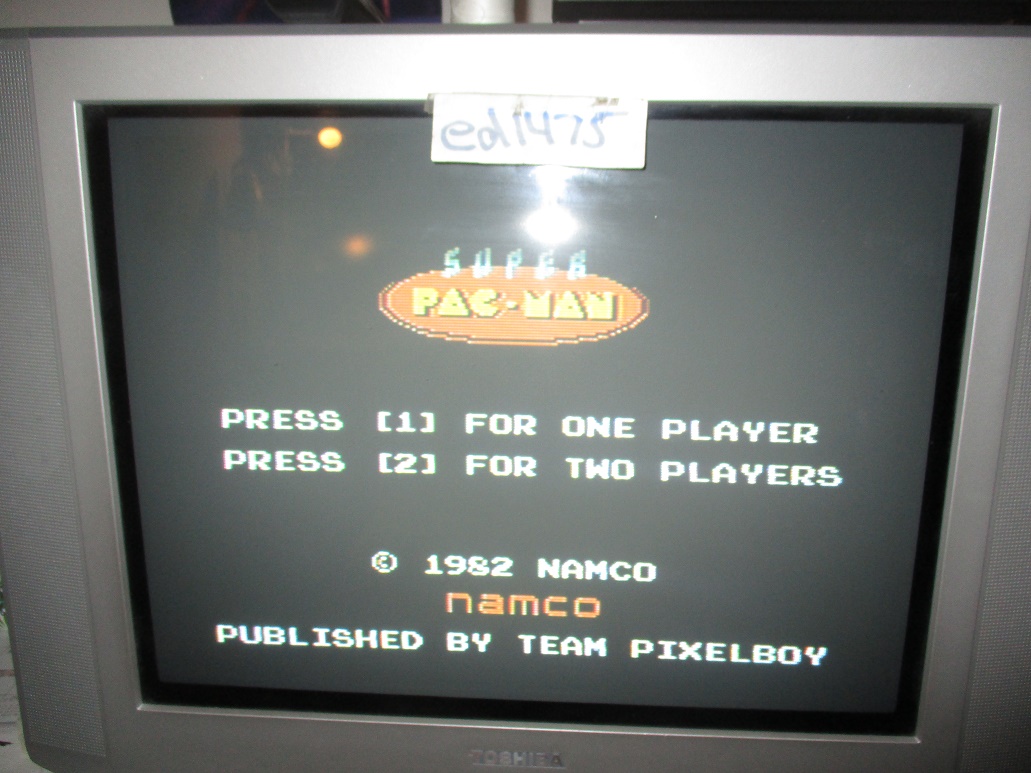 ed1475
SUPER
PAC-MAN
PRESS [1] FOR ONE PLAYER
PRESS [2] FOR TWO PLAYERS
© 1982 NAMCO
namco
PUBLISHED BY TEAM PIXELBOY
TOSHIBA